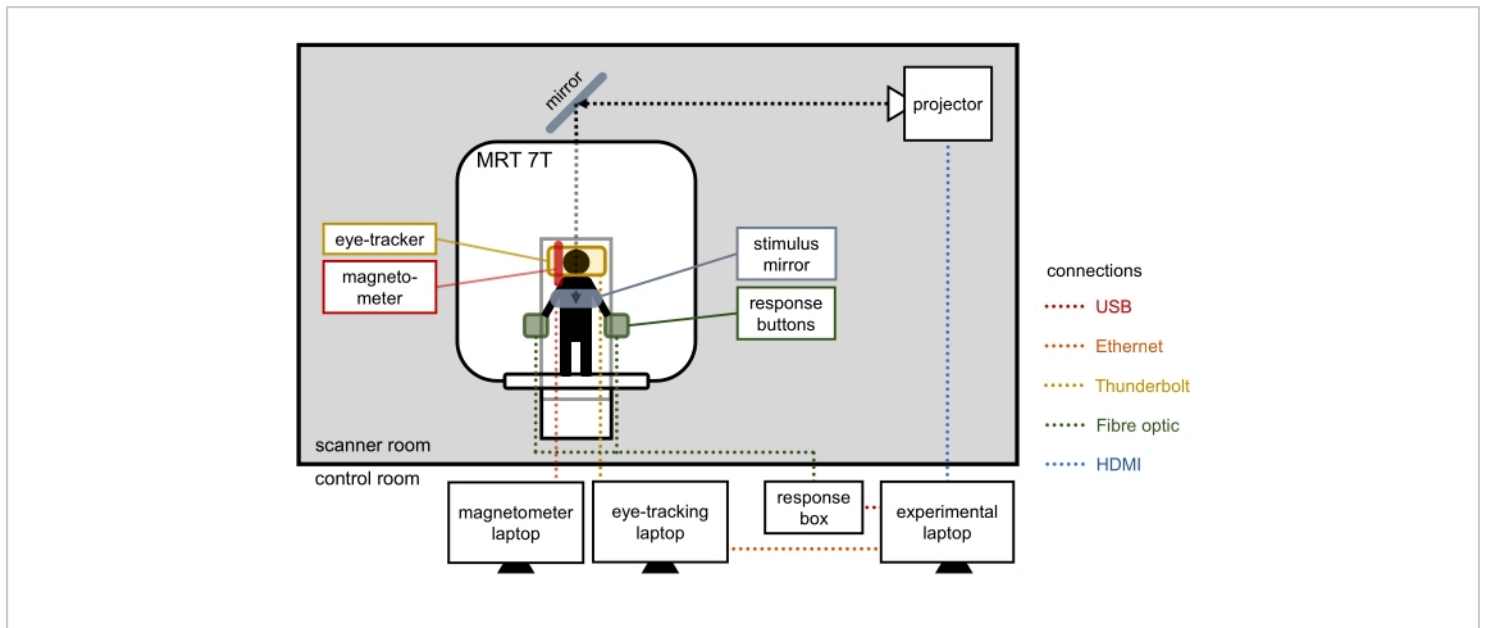 mirror
projector
MRT 7T
eye-tracker
magneto-
meter
stimulus
mirror
response
buttons
scanner room
control room
magnetometer
laptop
eye-tracking
laptop
response
box
experimental
laptop
connections
USB
Ethernet
Thunderbolt
Fibre optic
HDMI